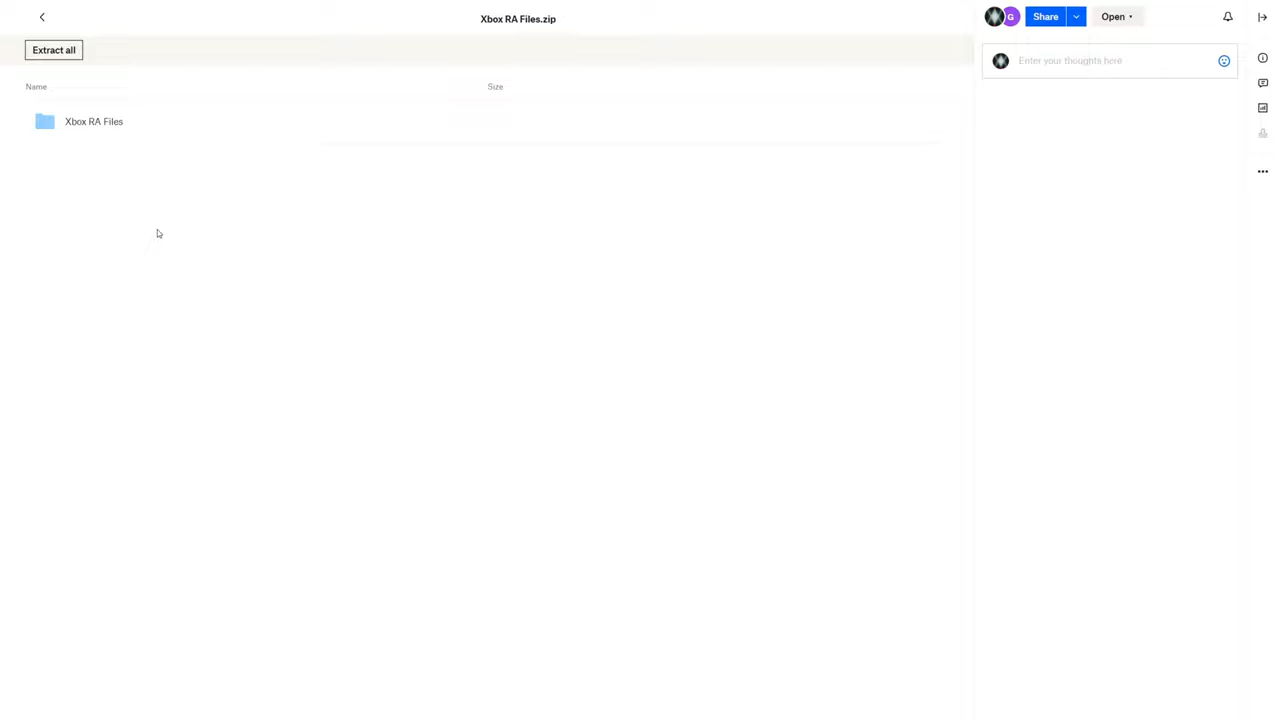 Xbox RA Files.zip
G
Share
Open
Extract all
Enter your thoughts here
Name
Size
Xbox RA Files